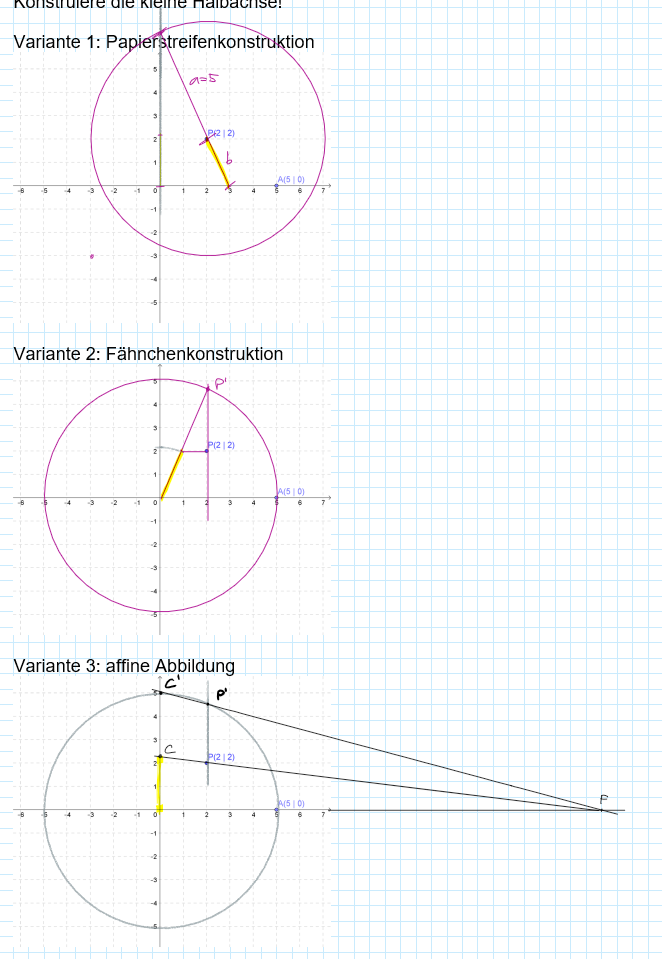 Konstruiere die kleine Halbachse!
Variante 1: Papierstreifenkonstruktion
a=5
5
4
3
P(2 | 2)
2
b
1
A(5 | 0)
-6 -5 -4 -3 -2 -1 0 1 2 3 4 5 6 7
-1
-2
-3
-4
-5
Variante 2: Fähnchenkonstruktion
5
P'
4
3
P(2 | 2)
2
1
A(5 | 0)
-6 -5 -4 -3 -2 -1 0 1 2 3 4 5 6 7
-1
-2
-3
-4
-5
Variante 3: affine Abbildung
C'
5
P'
4
3
C
P(2 | 2)
2
1
F
A(5 | 0)
-6 -5 -4 -3 -2 -1 0 1 2 3 4 5 6 7
-1
-2
-3
-4
-5